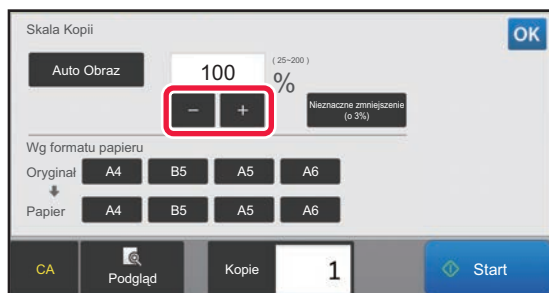 Skala Kopii
OK
Auto Obraz
100
(25~200)
%
− +
Nieznaczne zmniejszenie
(o 3%)
Wg formatu papieru
Oryginał A4 B5 A5 A6
Papier A4 B5 A5 A6
CA
Podgląd
Kopie
1
Start